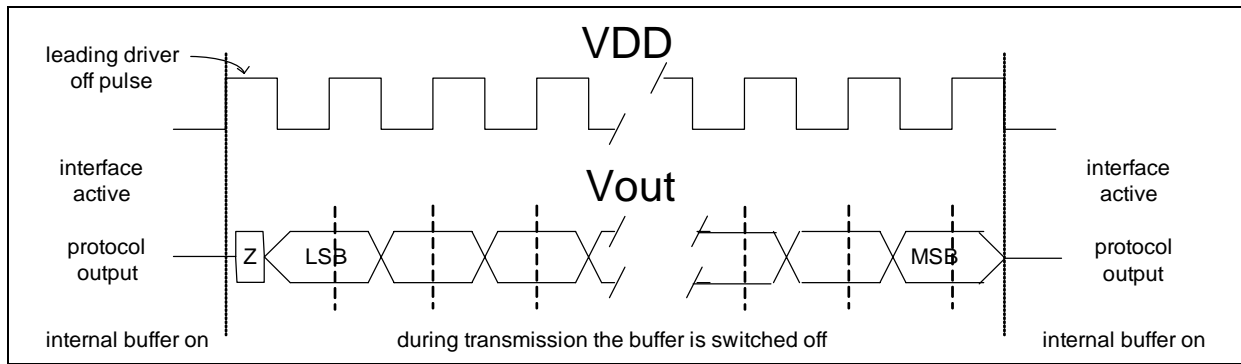 VDD
leading driver
off pulse
interface
active
interface
active
Vout
protocol
output
Z
LSB
MSB
protocol
output
internal buffer on
during transmission the buffer is switched off
internal buffer on